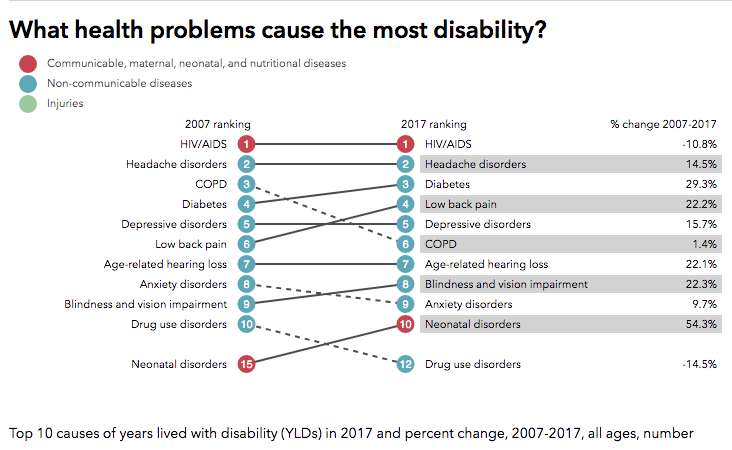 What health problems cause the most disability?
Communicable, maternal, neonatal, and nutritional diseases
Non-communicable diseases
Injuries
2007 ranking 2017 ranking % change 2007-2017
HIV/AIDS 1 1 HIV/AIDS -10.8%
Headache disorders 2 2 Headache disorders 14.5%
COPD 3 3 Diabetes 29.3%
Diabetes 4 4 Low back pain 22.2%
Depressive disorders 5 5 Depressive disorders 15.7%
Low back pain 6 6 COPD 1.4%
Age-related hearing loss 7 7 Age-related hearing loss 22.1%
Anxiety disorders 8 8 Blindness and vision impairment 22.3%
Blindness and vision impairment 9 9 Anxiety disorders 9.7%
Drug use disorders 10 10 Neonatal disorders 54.3%
Neonatal disorders 15 12 Drug use disorders -14.5%
Top 10 causes of years lived with disability (YLDs) in 2017 and percent change, 2007-2017, all ages, number